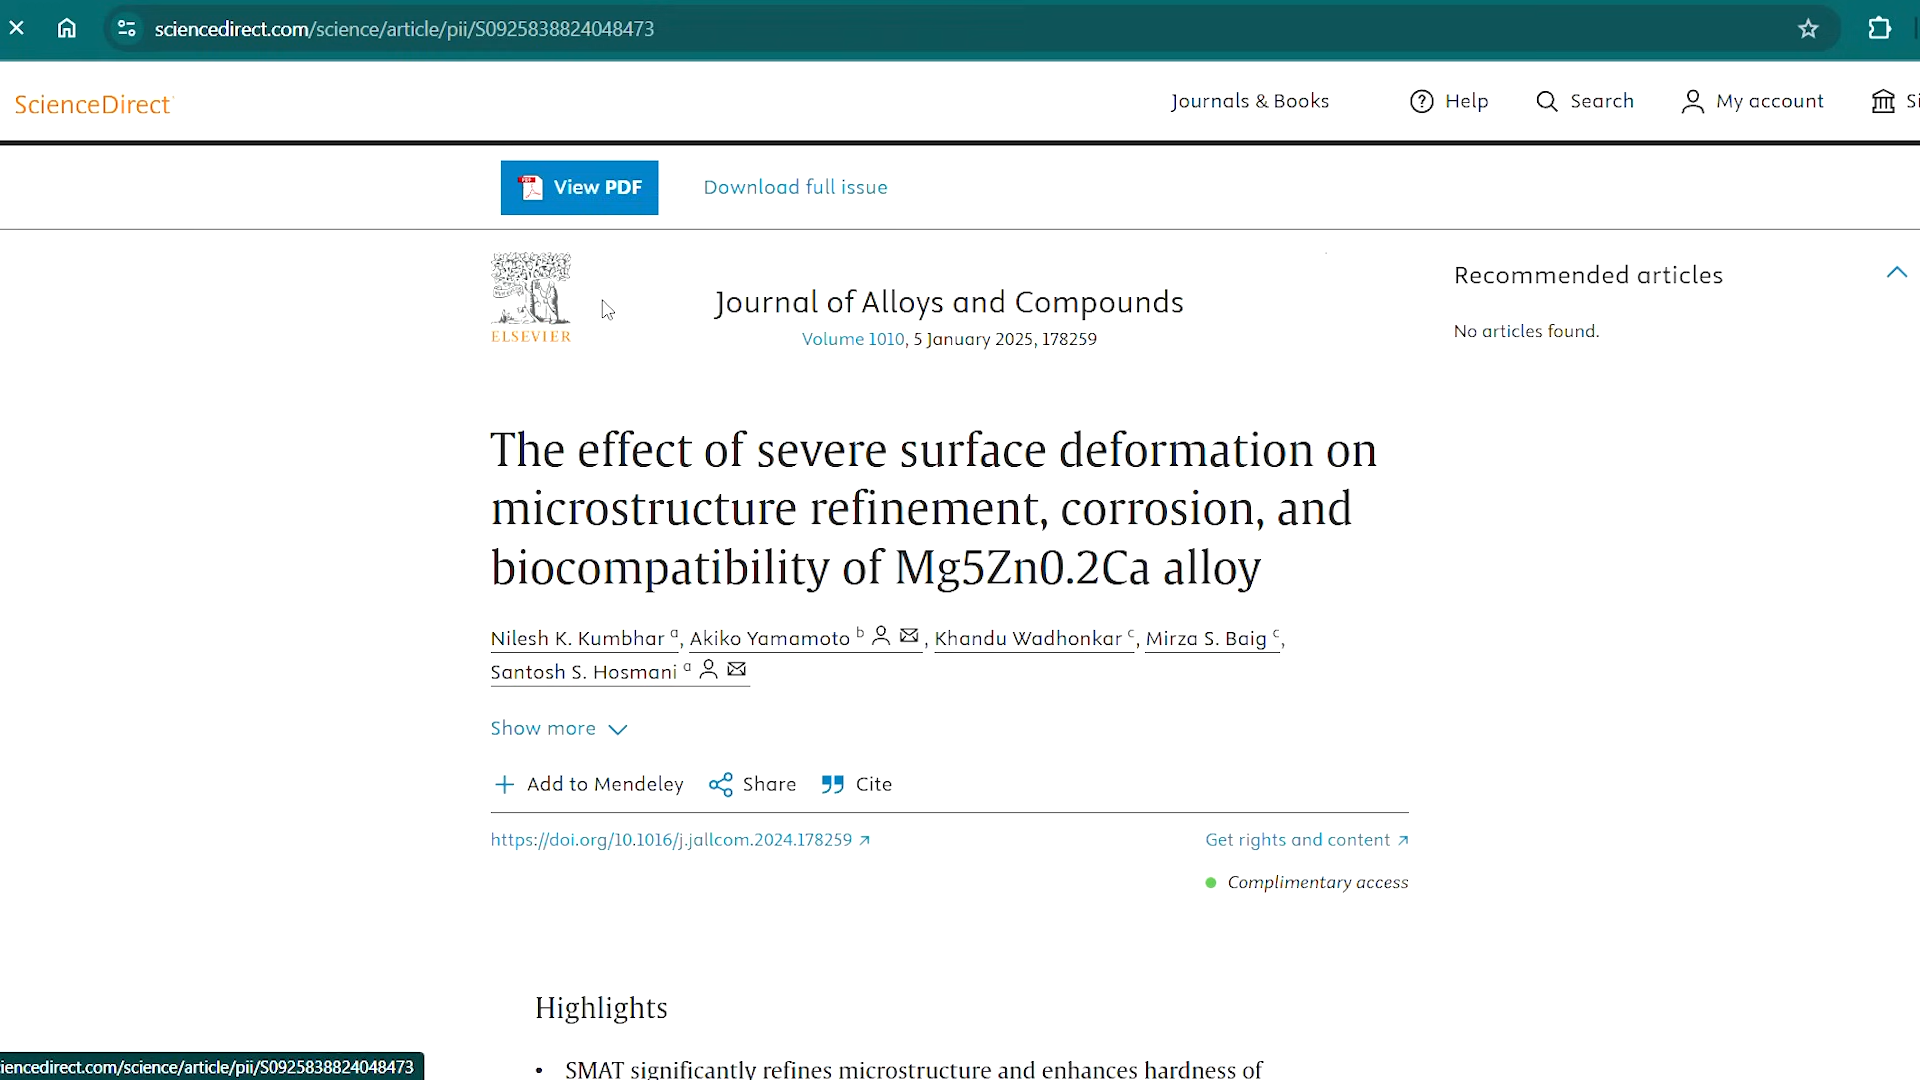 sciencedirect.com/science/article/pii/S0925838824048473
ScienceDirect
Journals & Books
Help
Search
My account
View PDF
Download full issue
ELSEVIER
Journal of Alloys and Compounds
Volume 1010, 5 January 2025, 178259
Recommended articles
No articles found.
The effect of severe surface deformation on
microstructure refinement, corrosion, and
biocompatibility of Mg5Zn0.2Ca alloy
Nilesh K. Kumbhar a, Akiko Yamamoto b, Khandu Wadhonkar c, Mirza S. Baig c,
Santosh S. Hosmani a
Show more
Add to Mendeley
Share
Cite
https://doi.org/10.1016/j.jallcom.2024.178259
Get rights and content
Complimentary access
Highlights
• SMAT significantly refines microstructure and enhances hardness of
iencedirect.com/science/article/pii/S0925838824048473